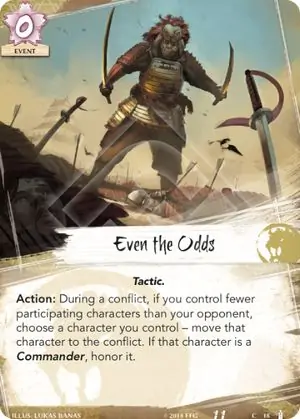 0
EVENT
Even the Odds
Tactic.
Action: During a conflict, if you control fewer
participating characters than your opponent,
choose a character you control – move that
character to the conflict. If that character is a
Commander, honor it.
ILLUS. LUKAS BANAS
© 2018 FFG
11
C